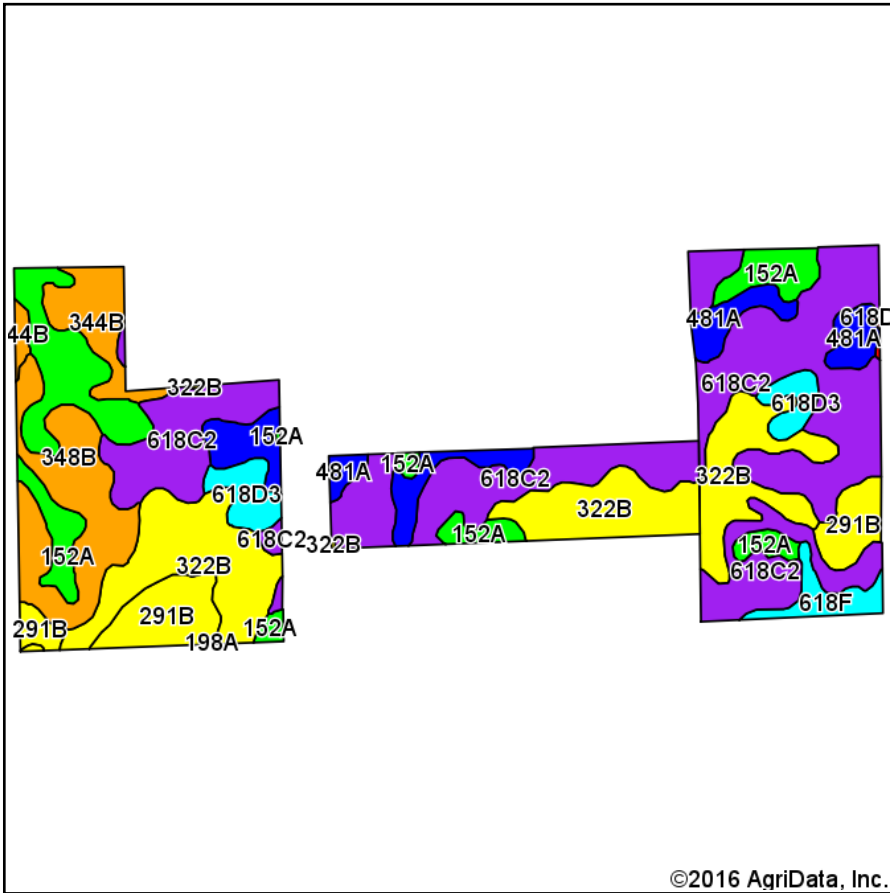 152A
618D
481A
481A
44B
344B
618C2
322B
618D3
618C2
152A
348B
152A
481A
322B
618C2
618D3
322B
291B
618C2
322B
152A
152A
152A
322B
618C2
618F
291B
291B
152A
198A
©2016 AgriData, Inc.